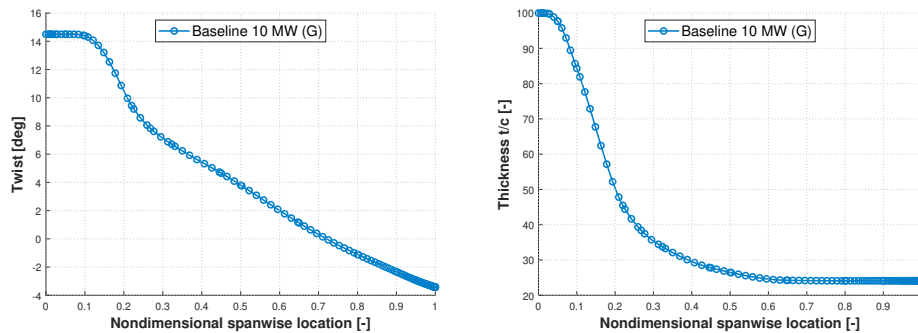 Baseline 10 MW (G)
16
14
12
10
8
6
4
2
0
-2
-4
Twist [deg]
0 0.1 0.2 0.3 0.4 0.5 0.6 0.7 0.8 0.9 1
Nondimensional spanwise location [-]
Baseline 10 MW (G)
100
90
80
70
60
50
40
30
20
Thickness t/c [-]
0 0.1 0.2 0.3 0.4 0.5 0.6 0.7 0.8 0.9
Nondimensional spanwise location [-]